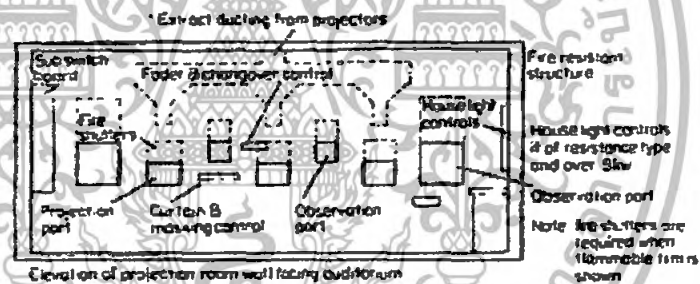 * Extract ducting from projectors
Sub switch
board
Fader & changover control
Fire
shutters
House light
controls
Projection
port
Curtain &
masking control
Observation
port
Fire resistant
structure
House light controls
if of resistance type
and over 9kw
Observation port
Note fire shutters are
required when
flammable film is
shown
Elevation of projection room wall facing auditorium